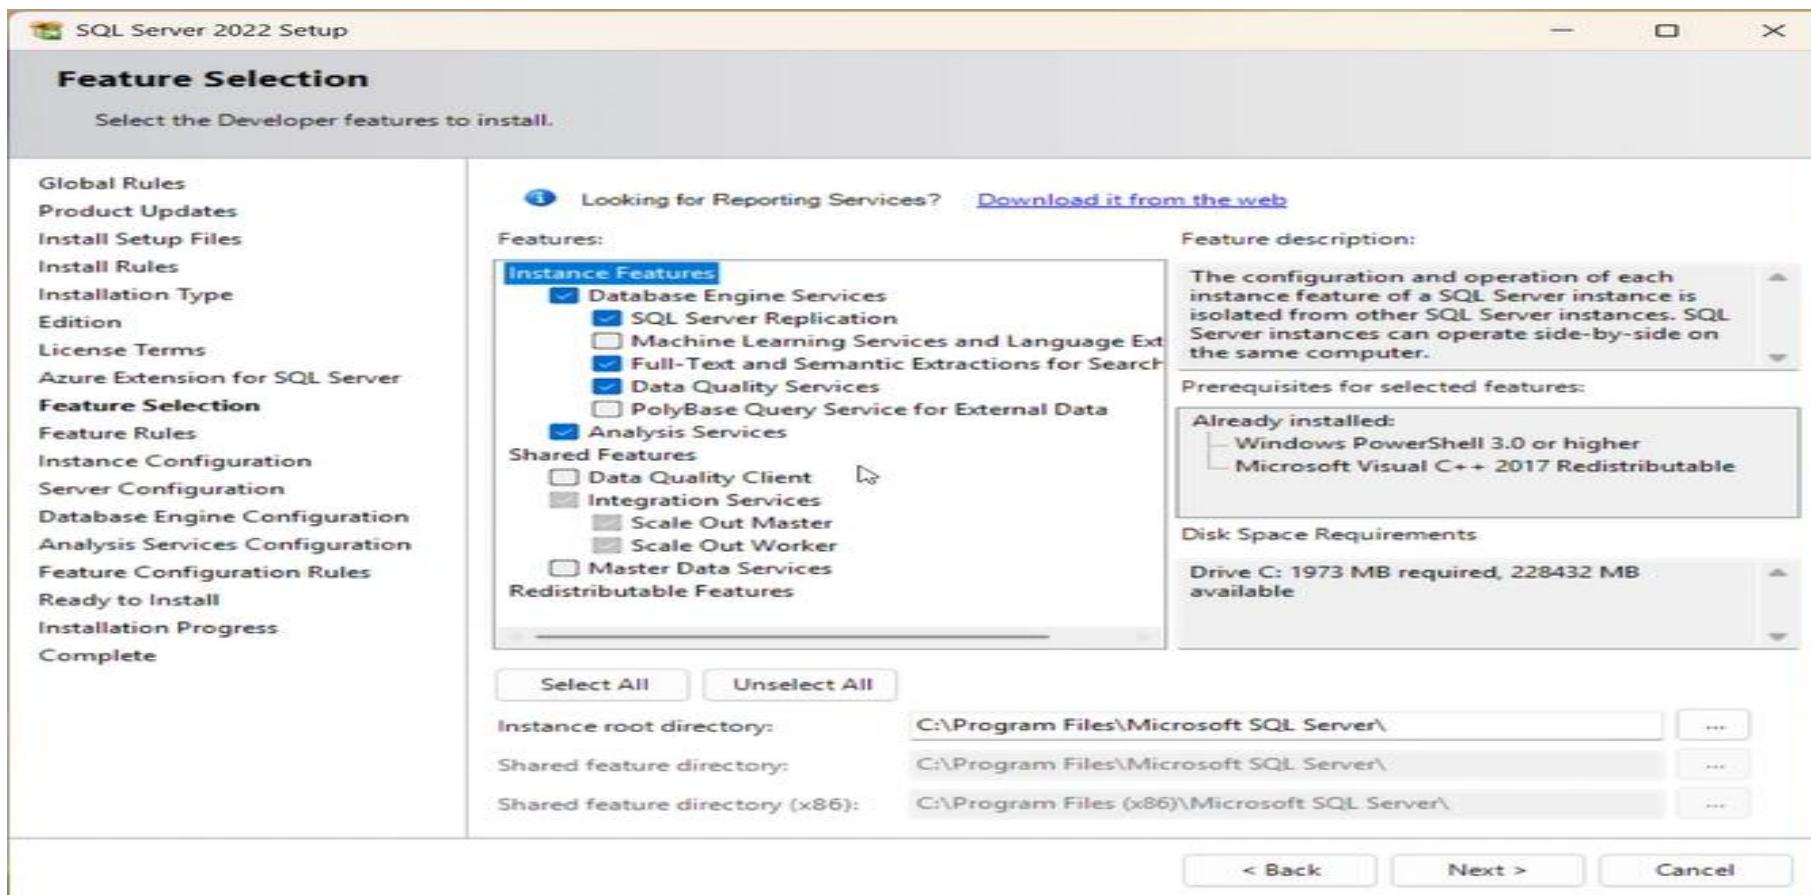 SQL Server 2022 Setup
Feature Selection
Select the Developer features to install.
Global Rules
Product Updates
Install Setup Files
Install Rules
Installation Type
Edition
License Terms
Azure Extension for SQL Server
Feature Selection
Feature Rules
Instance Configuration
Server Configuration
Database Engine Configuration
Analysis Services Configuration
Feature Configuration Rules
Ready to Install
Installation Progress
Complete
Looking for Reporting Services? Download it from the web
Features:
Instance Features
Database Engine Services
SQL Server Replication
Machine Learning Services and Language Ext
Full-Text and Semantic Extractions for Search
Data Quality Services
PolyBase Query Service for External Data
Analysis Services
Shared Features
Data Quality Client
Integration Services
Scale Out Master
Scale Out Worker
Master Data Services
Redistributable Features
Feature description:
The configuration and operation of each
instance feature of a SQL Server instance is
isolated from other SQL Server instances. SQL
Server instances can operate side-by-side on
the same computer.
Prerequisites for selected features:
Already installed:
Windows PowerShell 3.0 or higher
Microsoft Visual C++ 2017 Redistributable
Disk Space Requirements
Drive C: 1973 MB required, 228432 MB
available
Select All
Unselect All
Instance root directory: C:\Program Files\Microsoft SQL Server\ ...
Shared feature directory: C:\Program Files\Microsoft SQL Server\ ...
Shared feature directory (x86): C:\Program Files (x86)\Microsoft SQL Server\ ...
< Back
Next >
Cancel